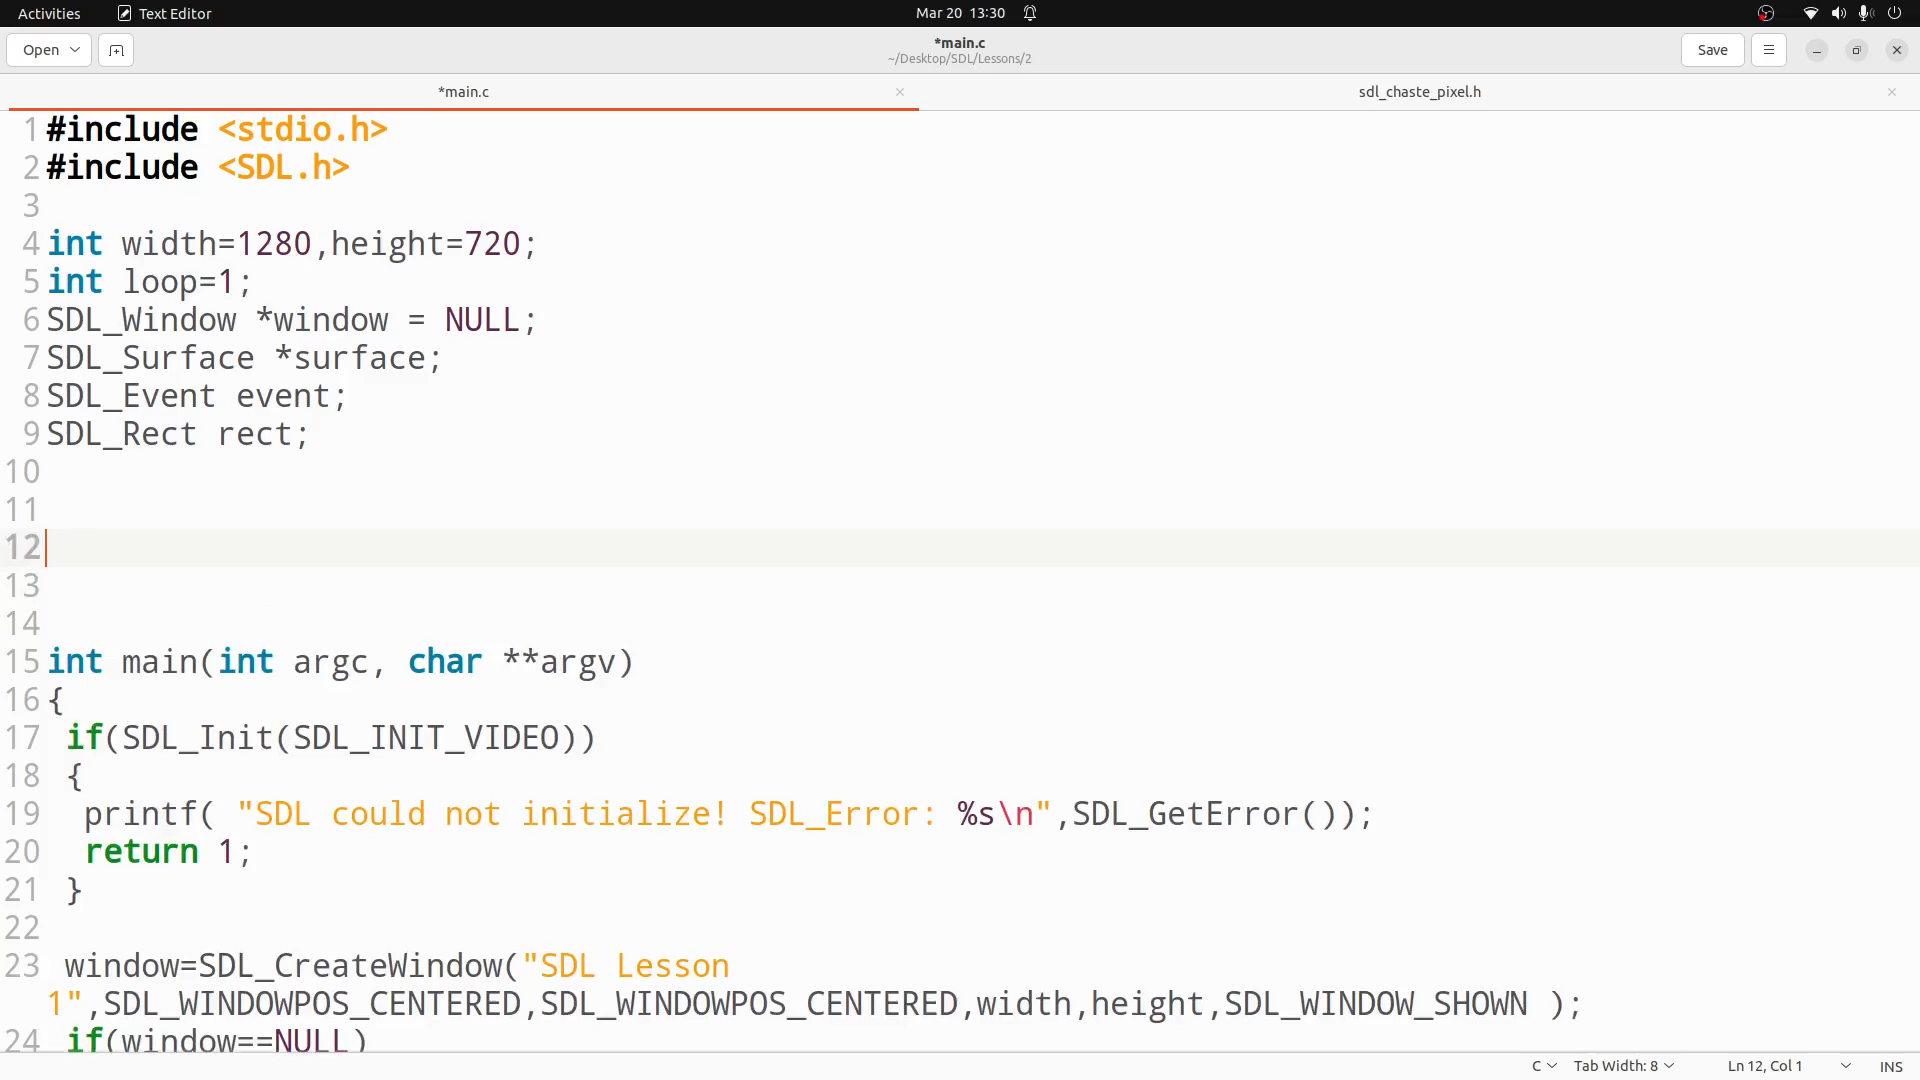 Activities Text Editor Mar 20 13:30
Open *main.c Save
~/Desktop/SDL/Lessons/2
*main.c sdl_chaste_pixel.h
1 #include <stdio.h>
2 #include <SDL.h>
3
4 int width=1280,height=720;
5 int loop=1;
6 SDL_Window *window = NULL;
7 SDL_Surface *surface;
8 SDL_Event event;
9 SDL_Rect rect;
10
11
12
13
14
15 int main(int argc, char **argv)
16 {
17  if(SDL_Init(SDL_INIT_VIDEO))
18  {
19   printf( "SDL could not initialize! SDL_Error: %s\n",SDL_GetError());
20   return 1;
21  }
22
23  window=SDL_CreateWindow("SDL Lesson
1",SDL_WINDOWPOS_CENTERED,SDL_WINDOWPOS_CENTERED,width,height,SDL_WINDOW_SHOWN );
24  if(window==NULL)
C Tab Width: 8 Ln 12, Col 1 INS